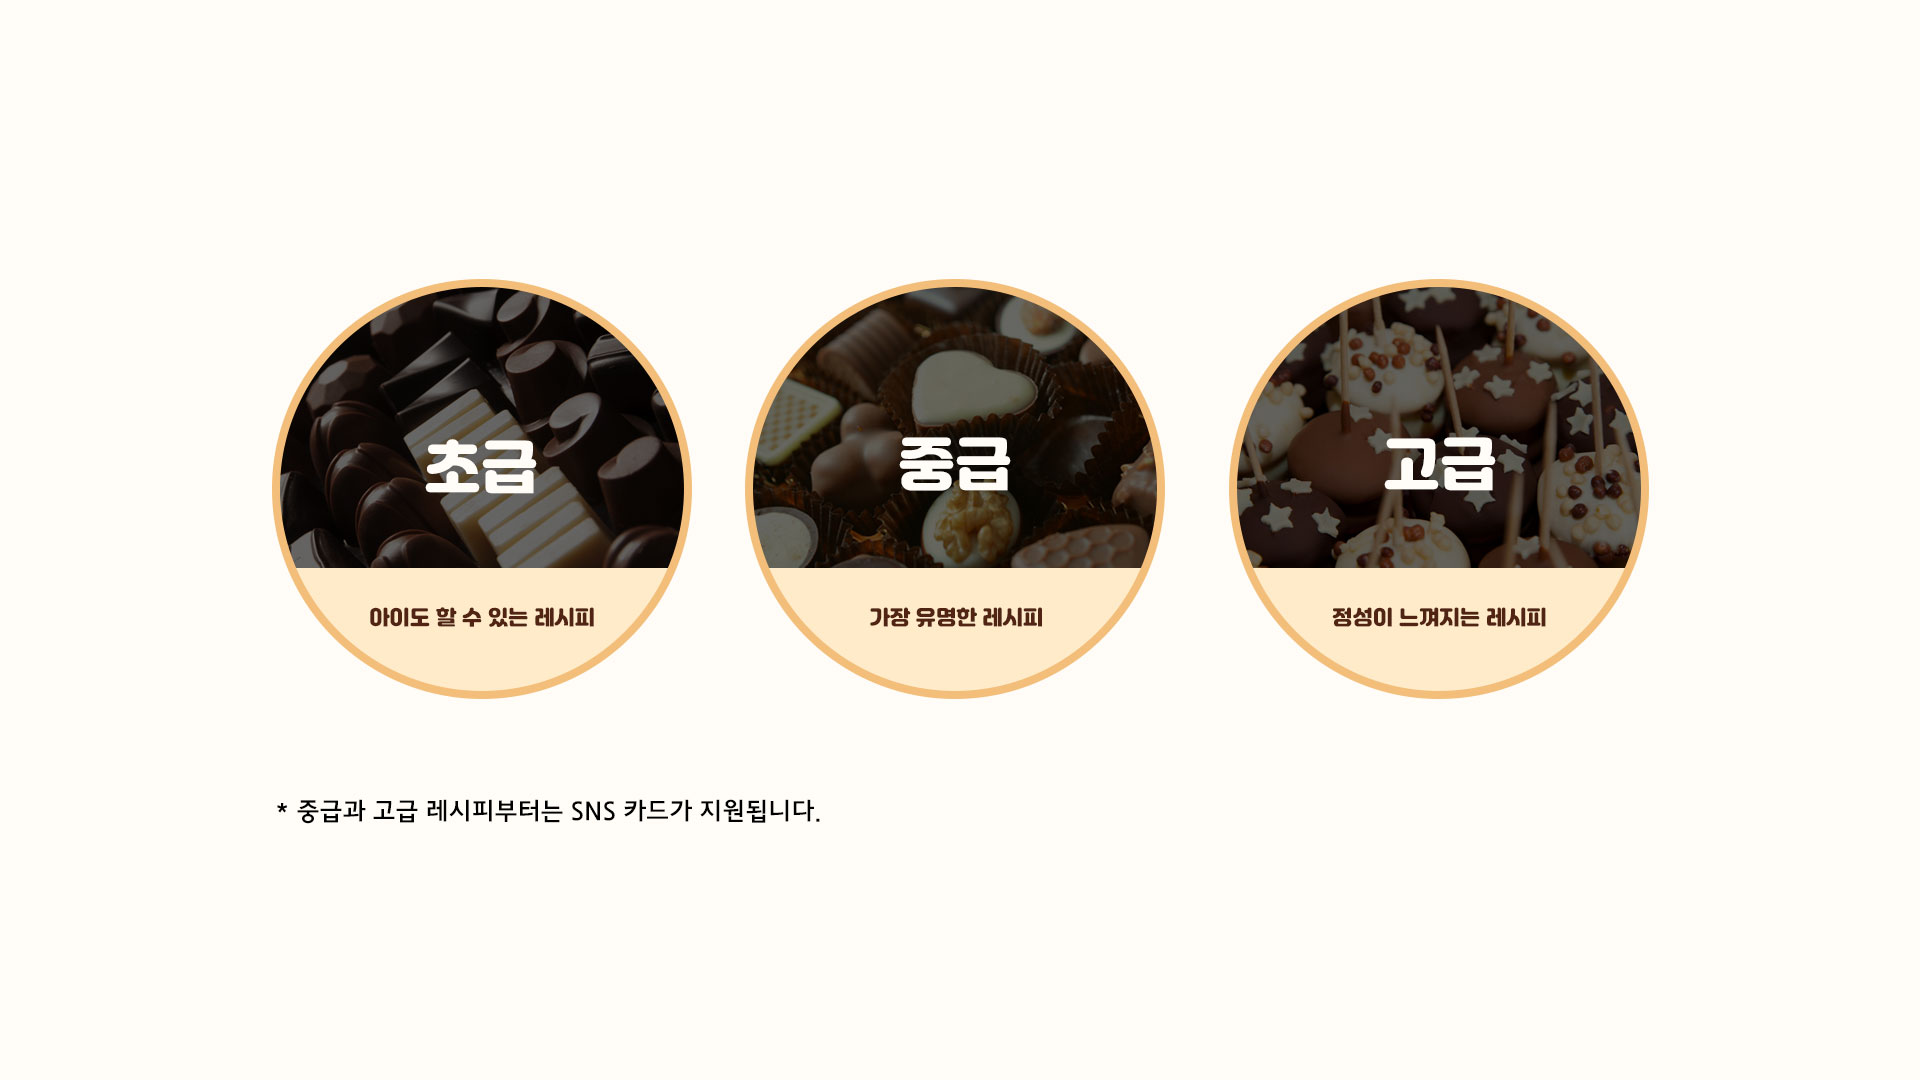 초급
아이도 할 수 있는 레시피
중급
가장 유명한 레시피
고급
정성이 느껴지는 레시피
* 중급과 고급 레시피부터는 SNS 카드가 지원됩니다.